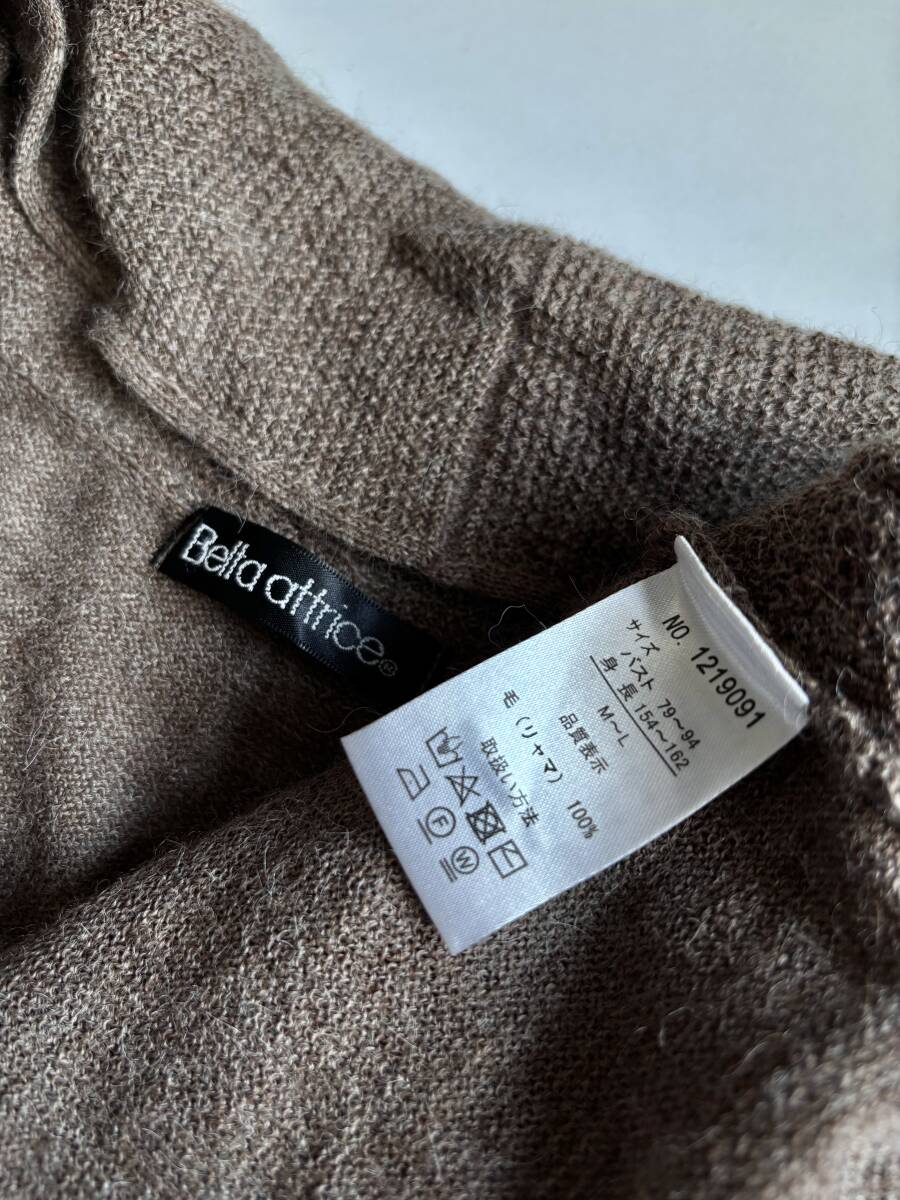 Bella attrice®
NO. 1219091
サイズ
バスト 79～94
身長 154～162
M～L
品質表示
毛（リヤマ） 100%
取扱い方法
F
W